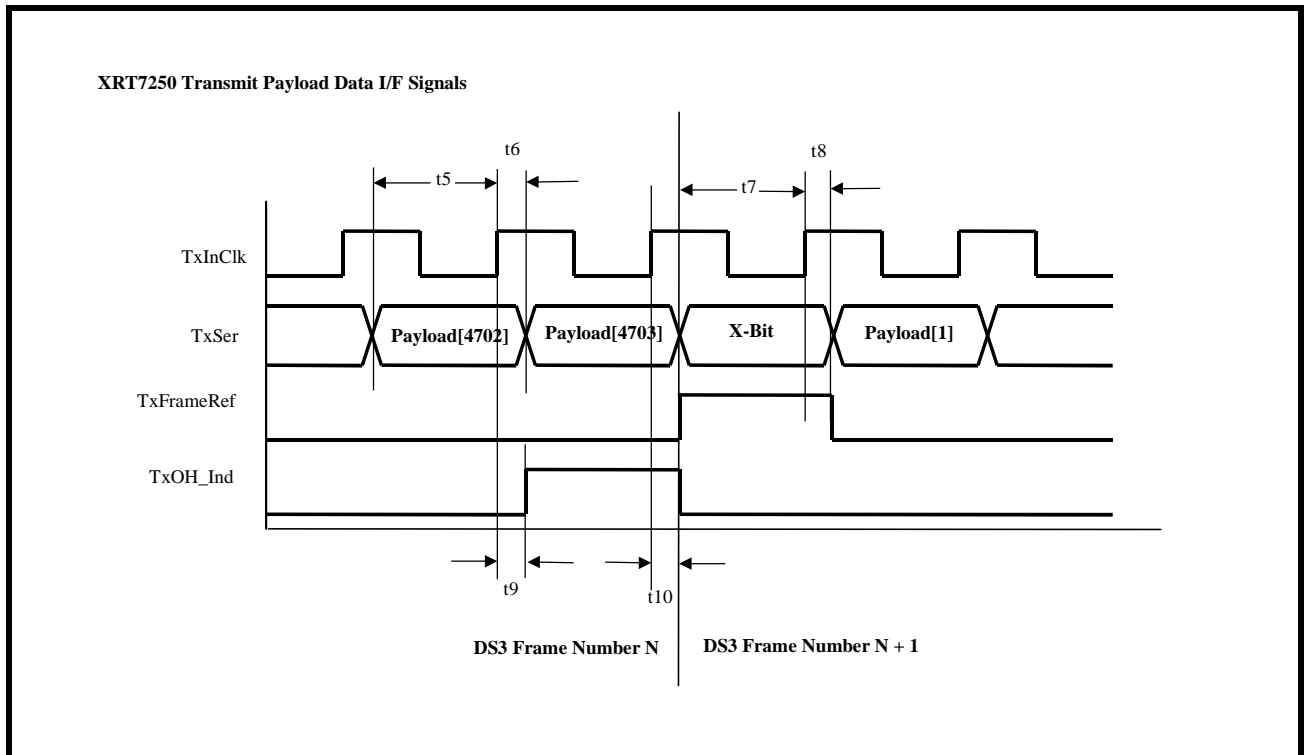 XRT7250 Transmit Payload Data I/F Signals
t6
t8
t5
t7
TxInClk
TxSer
Payload[4702]
Payload[4703]
X-Bit
Payload[1]
TxFrameRef
TxOH_Ind
t9
t10
DS3 Frame Number N
DS3 Frame Number N + 1